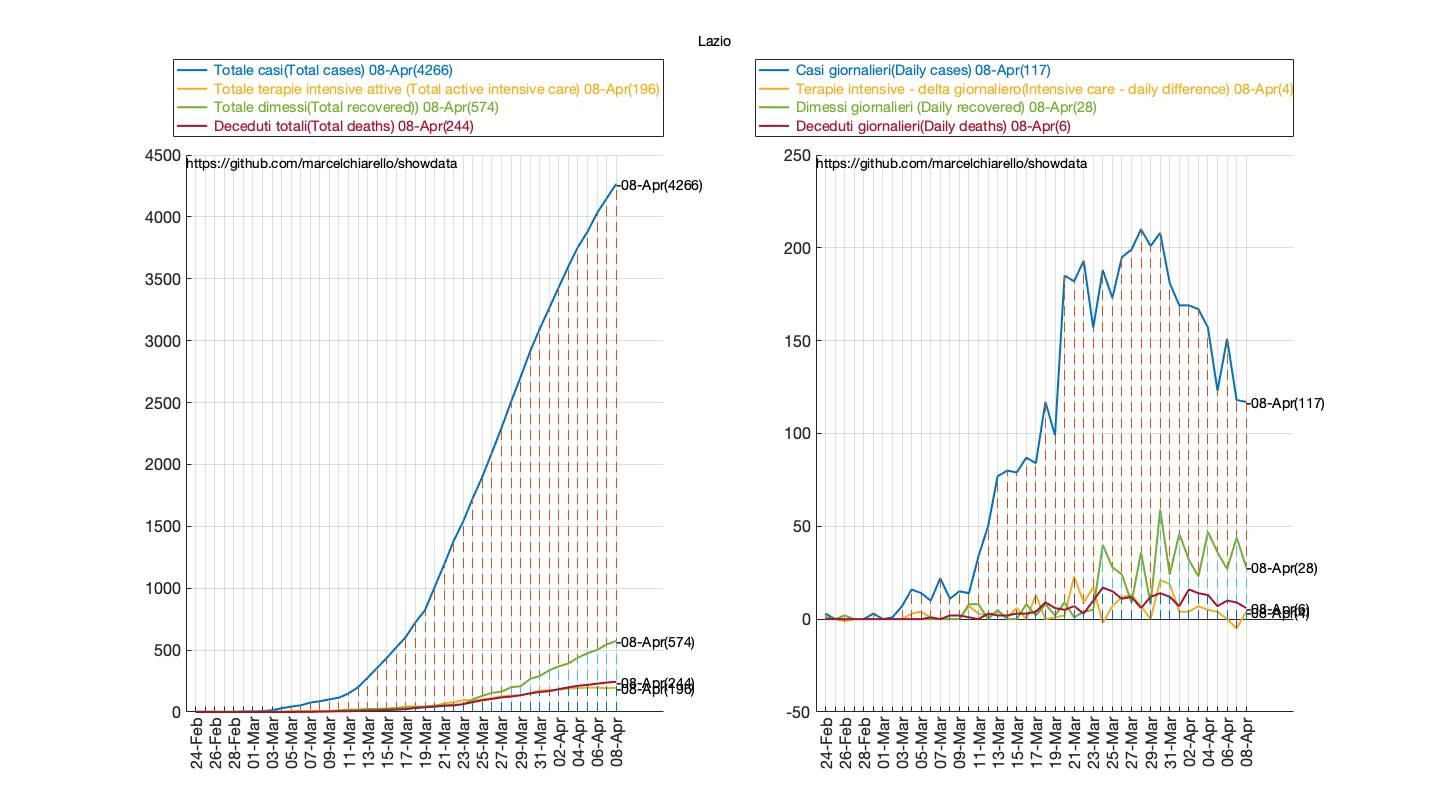 Lazio
Totale casi(Total cases) 08-Apr(4266)
Totale terapie intensive attive (Total active intensive care) 08-Apr(196)
Totale dimessi(Total recovered)) 08-Apr(574)
Deceduti totali(Total deaths) 08-Apr(244)
4500
https://github.com/marcelchiarello/showdata
-08-Apr(4266)
4000
3500
3000
2500
2000
1500
1000
500
-08-Apr(574)
-08-Apr(244)
-08-Apr(196)
0
24-Feb
26-Feb
28-Feb
01-Mar
03-Mar
05-Mar
07-Mar
09-Mar
11-Mar
13-Mar
15-Mar
17-Mar
19-Mar
21-Mar
23-Mar
25-Mar
27-Mar
29-Mar
31-Mar
02-Apr
04-Apr
06-Apr
08-Apr
Casi giornalieri(Daily cases) 08-Apr(117)
Terapie intensive - delta giornaliero(Intensive care - daily difference) 08-Apr(4)
Dimessi giornalieri (Daily recovered) 08-Apr(28)
Deceduti giornalieri(Daily deaths) 08-Apr(6)
250
https://github.com/marcelchiarello/showdata
200
150
-08-Apr(117)
100
50
-08-Apr(28)
-08-Apr(6)
-08-Apr(4)
0
-50
24-Feb
26-Feb
28-Feb
01-Mar
03-Mar
05-Mar
07-Mar
09-Mar
11-Mar
13-Mar
15-Mar
17-Mar
19-Mar
21-Mar
23-Mar
25-Mar
27-Mar
29-Mar
31-Mar
02-Apr
04-Apr
06-Apr
08-Apr